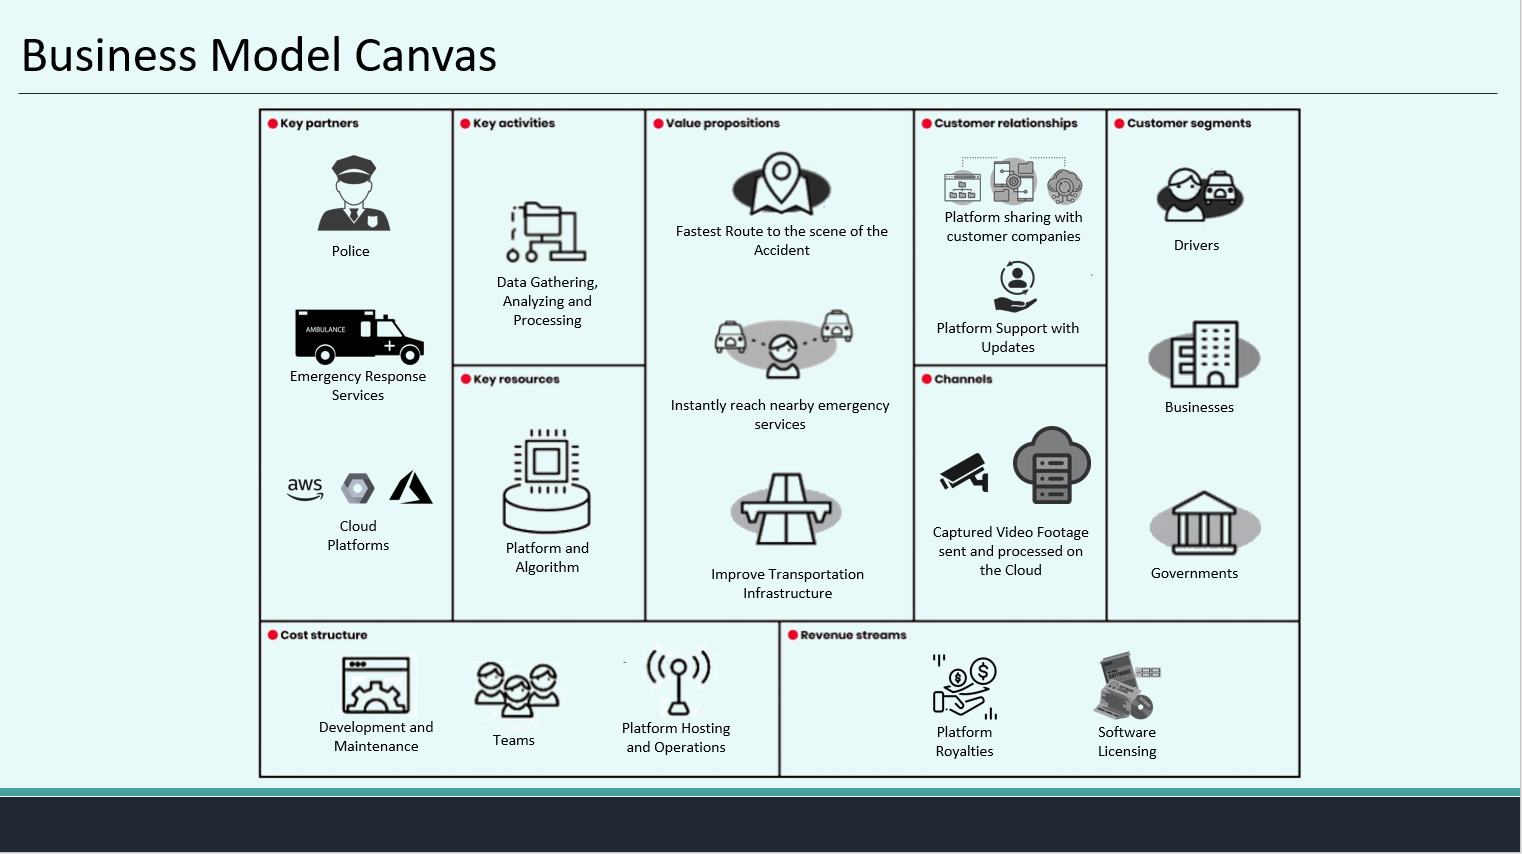 Business Model Canvas
Key partners
Police
AMBULANCE
Emergency Response
Services
aws
Cloud
Platforms
Key activities
Data Gathering,
Analyzing and
Processing
Key resources
Platform and
Algorithm
Value propositions
Fastest Route to the scene of the
Accident
Instantly reach nearby emergency
services
Improve Transportation
Infrastructure
Customer relationships
Platform sharing with
customer companies
Platform Support with
Updates
Channels
Captured Video Footage
sent and processed on
the Cloud
Customer segments
Drivers
Businesses
Governments
Cost structure
Development and
Maintenance
Teams
Platform Hosting
and Operations
Revenue streams
Platform
Royalties
Software
Licensing